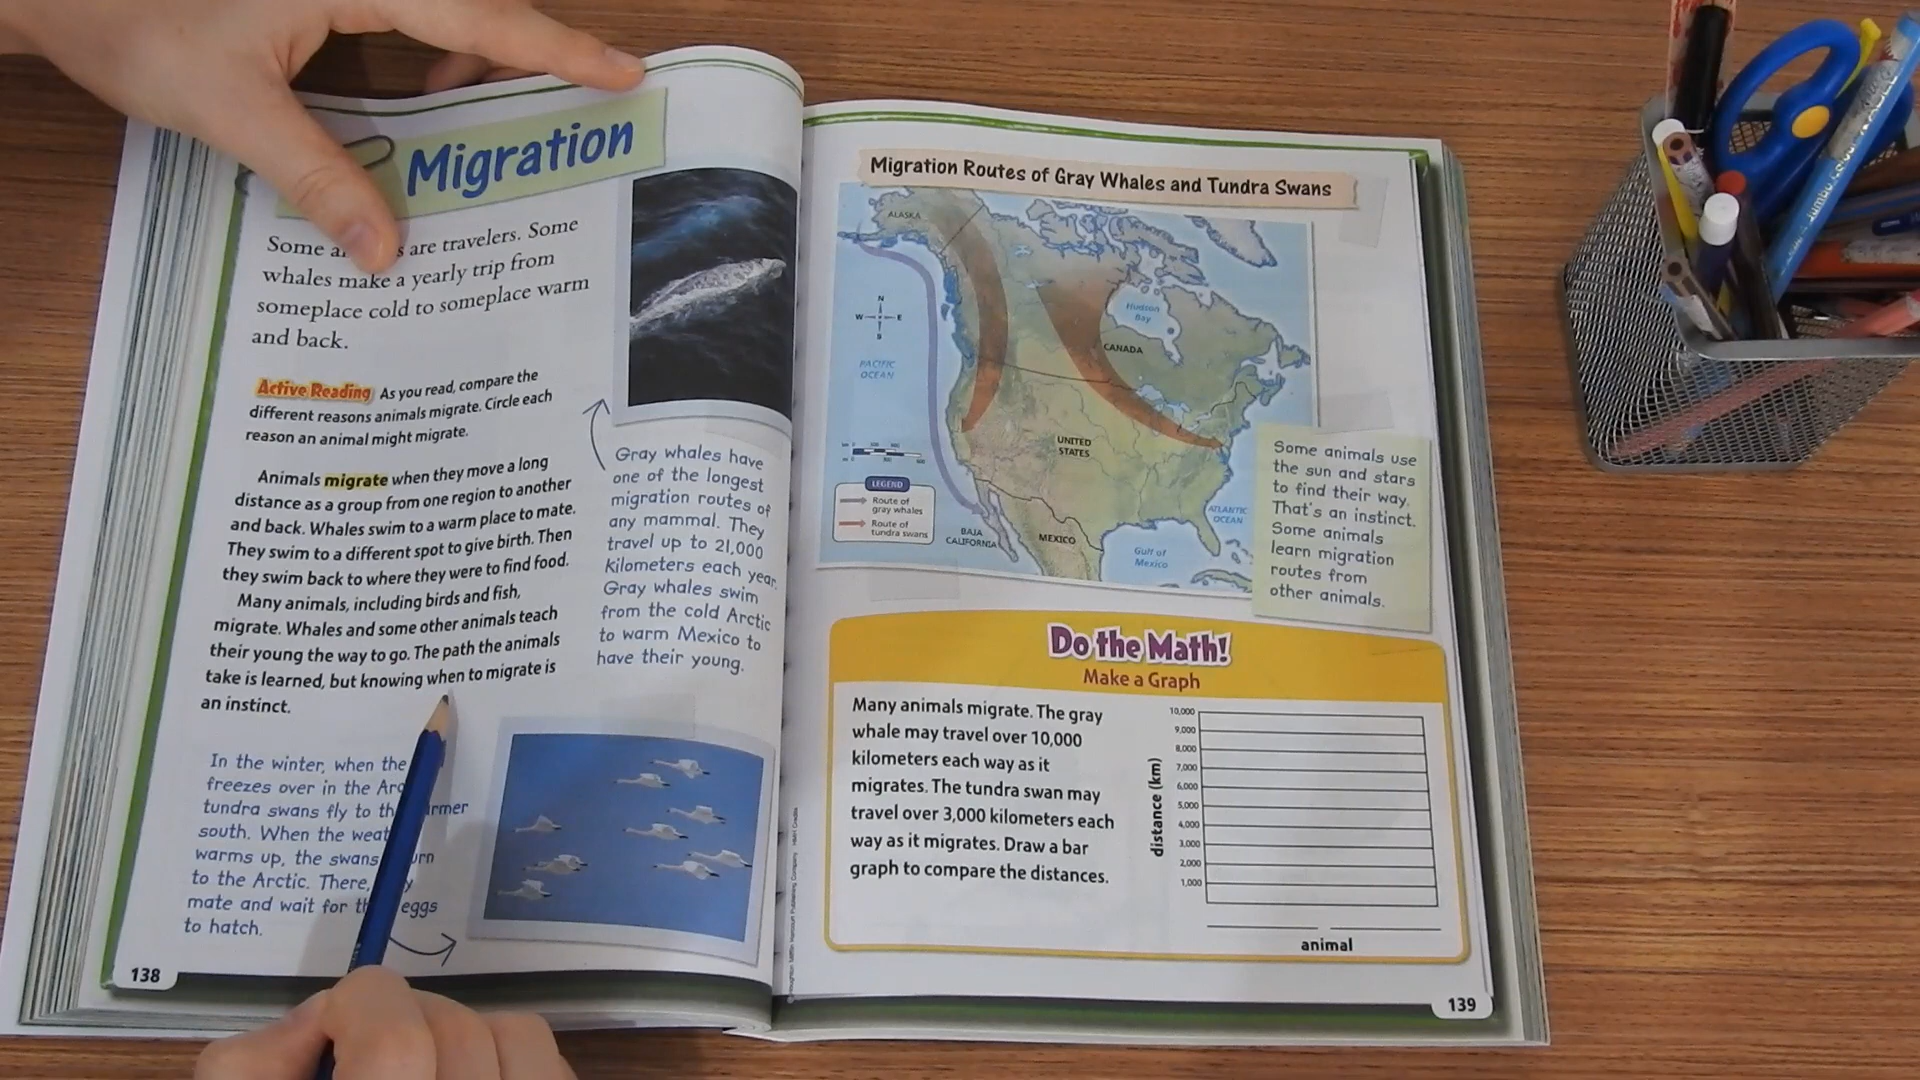 Migration
Some are travelers. Some
whales make a yearly trip from
someplace cold to someplace warm
and back.
Active Reading As you read, compare the
different reasons animals migrate. Circle each
reason an animal might migrate.
Animals migrate when they move a long
distance as a group from one region to another
and back. Whales swim to a warm place to mate.
They swim to a different spot to give birth. Then
they swim back to where they were to find food.
Many animals, including birds and fish,
migrate. Whales and some other animals teach
their young the way to go. The path the animals
take is learned, but knowing when to migrate is
an instinct.
Gray whales have
one of the longest
migration routes of
any mammal. They
travel up to 21,000
kilometers each year.
Gray whales swim
from the cold Arctic
to warm Mexico to
have their young.
In the winter, when the
freezes over in the
tundra swans fly to
south. When the
warms up, the swans
to the Arctic. There,
mate and wait for eggs
to hatch.
138
Migration Routes of Gray Whales and Tundra Swans
ALASKA
N
W E
S
Hudson
Bay
CANADA
PACIFIC
OCEAN
UNITED
STATES
LEGEND
Route of
gray whales
Route of
tundra swans
BAJA
CALIFORNIA
MEXICO
Gulf of
Mexico
ATLANTIC
OCEAN
Some animals use
the sun and stars
to find their way.
That's an instinct.
Some animals
learn migration
routes from
other animals.
Do the Math!
Make a Graph
Many animals migrate. The gray
whale may travel over 10,000
kilometers each way as it
migrates. The tundra swan may
travel over 3,000 kilometers each
way as it migrates. Draw a bar
graph to compare the distances.
distance (km)
10,000
9,000
8,000
7,000
6,000
5,000
4,000
3,000
2,000
1,000
animal
139
Houghton Mifflin Harcourt Publishing Company
Jumbo